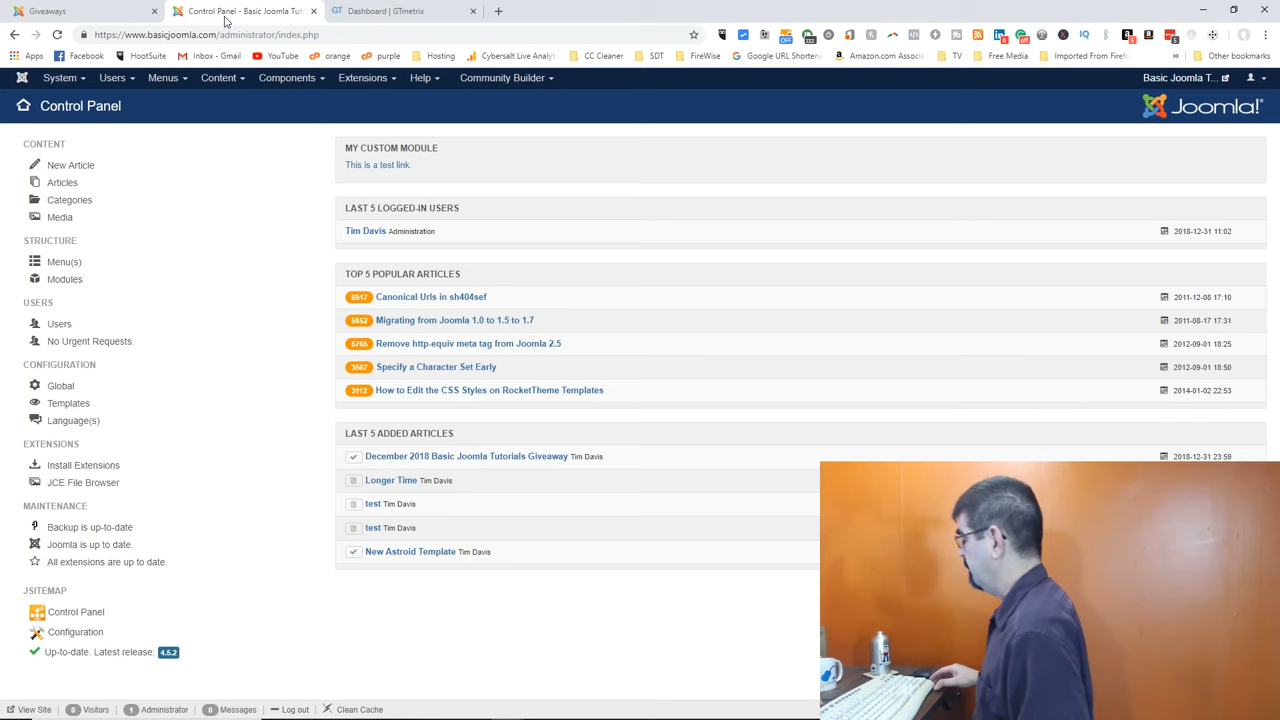 Giveaways
Control Panel - Basic Joomla Tut
Dashboard | GTmetrix
https://www.basicjoomla.com/administrator/index.php
Apps
Facebook
HootSuite
Inbox - Gmail
YouTube
orange
purple
Hosting
Cybersalt Live Analy
CC Cleaner
SDT
FireWise
Google URL Shorten
Amazon.com Associa
TV
Free Media
Imported From Firef
Other bookmarks
System
Users
Menus
Content
Components
Extensions
Help
Community Builder
Basic Joomla T...
Control Panel
Joomla!
CONTENT
New Article
Articles
Categories
Media
STRUCTURE
Menu(s)
Modules
USERS
Users
No Urgent Requests.
CONFIGURATION
Global
Templates
Language(s)
EXTENSIONS
Install Extensions
JCE File Browser
MAINTENANCE
Backup is up-to-date
Joomla is up to date.
All extensions are up to date.
JSITEMAP
Control Panel
Configuration
Up-to-date. Latest release: 4.5.2
MY CUSTOM MODULE
This is a test link.
LAST 5 LOGGED-IN USERS
Tim Davis Administration 2018-12-31 11:02
TOP 5 POPULAR ARTICLES
6917 Canonical Urls in sh404sef 2011-12-08 17:10
5852 Migrating from Joomla 1.0 to 1.5 to 1.7 2011-08-17 17:31
5765 Remove http-equiv meta tag from Joomla 2.5 2012-09-01 18:25
3567 Specify a Character Set Early 2012-09-01 18:50
3112 How to Edit the CSS Styles on RocketTheme Templates 2014-01-02 22:53
LAST 5 ADDED ARTICLES
December 2018 Basic Joomla Tutorials Giveaway Tim Davis 2018-12-31 23:59
Longer Time Tim Davis
test Tim Davis
test Tim Davis
New Astroid Template Tim Davis
View Site
0 Visitors
1 Administrator
0 Messages
Log out
Clean Cache